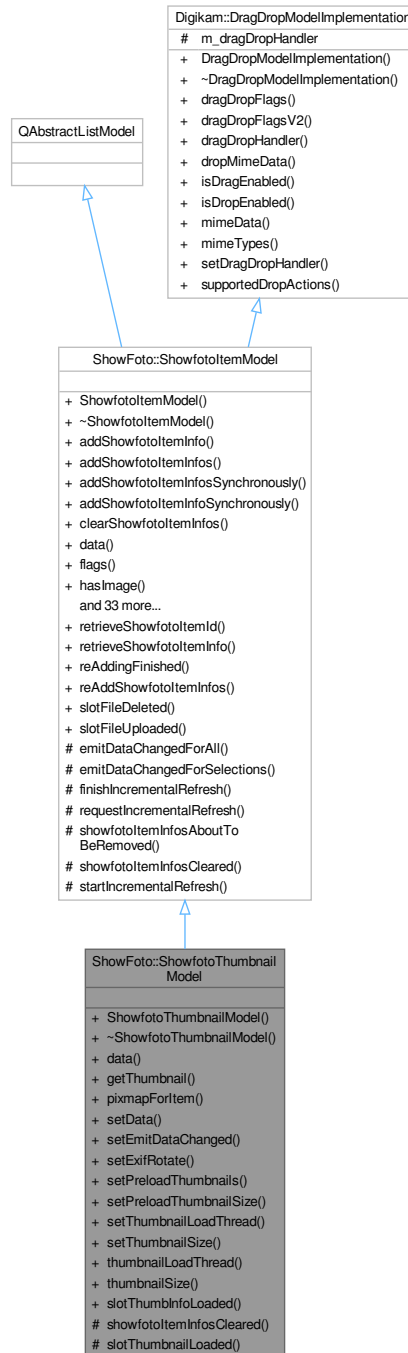 Digikam::DragDropModelImplementation
# m_dragDropHandler
+ DragDropModelImplementation()
+ ~DragDropModelImplementation()
+ dragDropFlags()
+ dragDropFlagsV2()
+ dragDropHandler()
+ dropMimeData()
+ isDragEnabled()
+ isDropEnabled()
+ mimeData()
+ mimeTypes()
+ setDragDropHandler()
+ supportedDropActions()
QAbstractListModel
ShowFoto::ShowfotoItemModel
+ ShowfotoItemModel()
+ ~ShowfotoItemModel()
+ addShowfotoItemInfo()
+ addShowfotoItemInfos()
+ addShowfotoItemInfosSynchronously()
+ addShowfotoItemInfoSynchronously()
+ clearShowfotoItemInfos()
+ data()
+ flags()
+ hasImage()
and 33 more...
+ retrieveShowfotoItemId()
+ retrieveShowfotoItemInfo()
+ reAddingFinished()
+ reAddShowfotoItemInfos()
+ slotFileDeleted()
+ slotFileUploaded()
# emitDataChangedForAll()
# emitDataChangedForSelections()
# finishIncrementalRefresh()
# requestIncrementalRefresh()
# showfotoItemInfosAboutTo
BeRemoved()
# showfotoItemInfosCleared()
# startIncrementalRefresh()
ShowFoto::ShowfotoThumbnail
Model
+ ShowfotoThumbnailModel()
+ ~ShowfotoThumbnailModel()
+ data()
+ getThumbnail()
+ pixmapForItem()
+ setData()
+ setEmitDataChanged()
+ setExifRotate()
+ setPreloadThumbnails()
+ setPreloadThumbnailSize()
+ setThumbnailLoadThread()
+ setThumbnailSize()
+ thumbnailLoadThread()
+ thumbnailSize()
+ slotThumbInfoLoaded()
# showfotoItemInfosCleared()
# slotThumbnailLoaded()